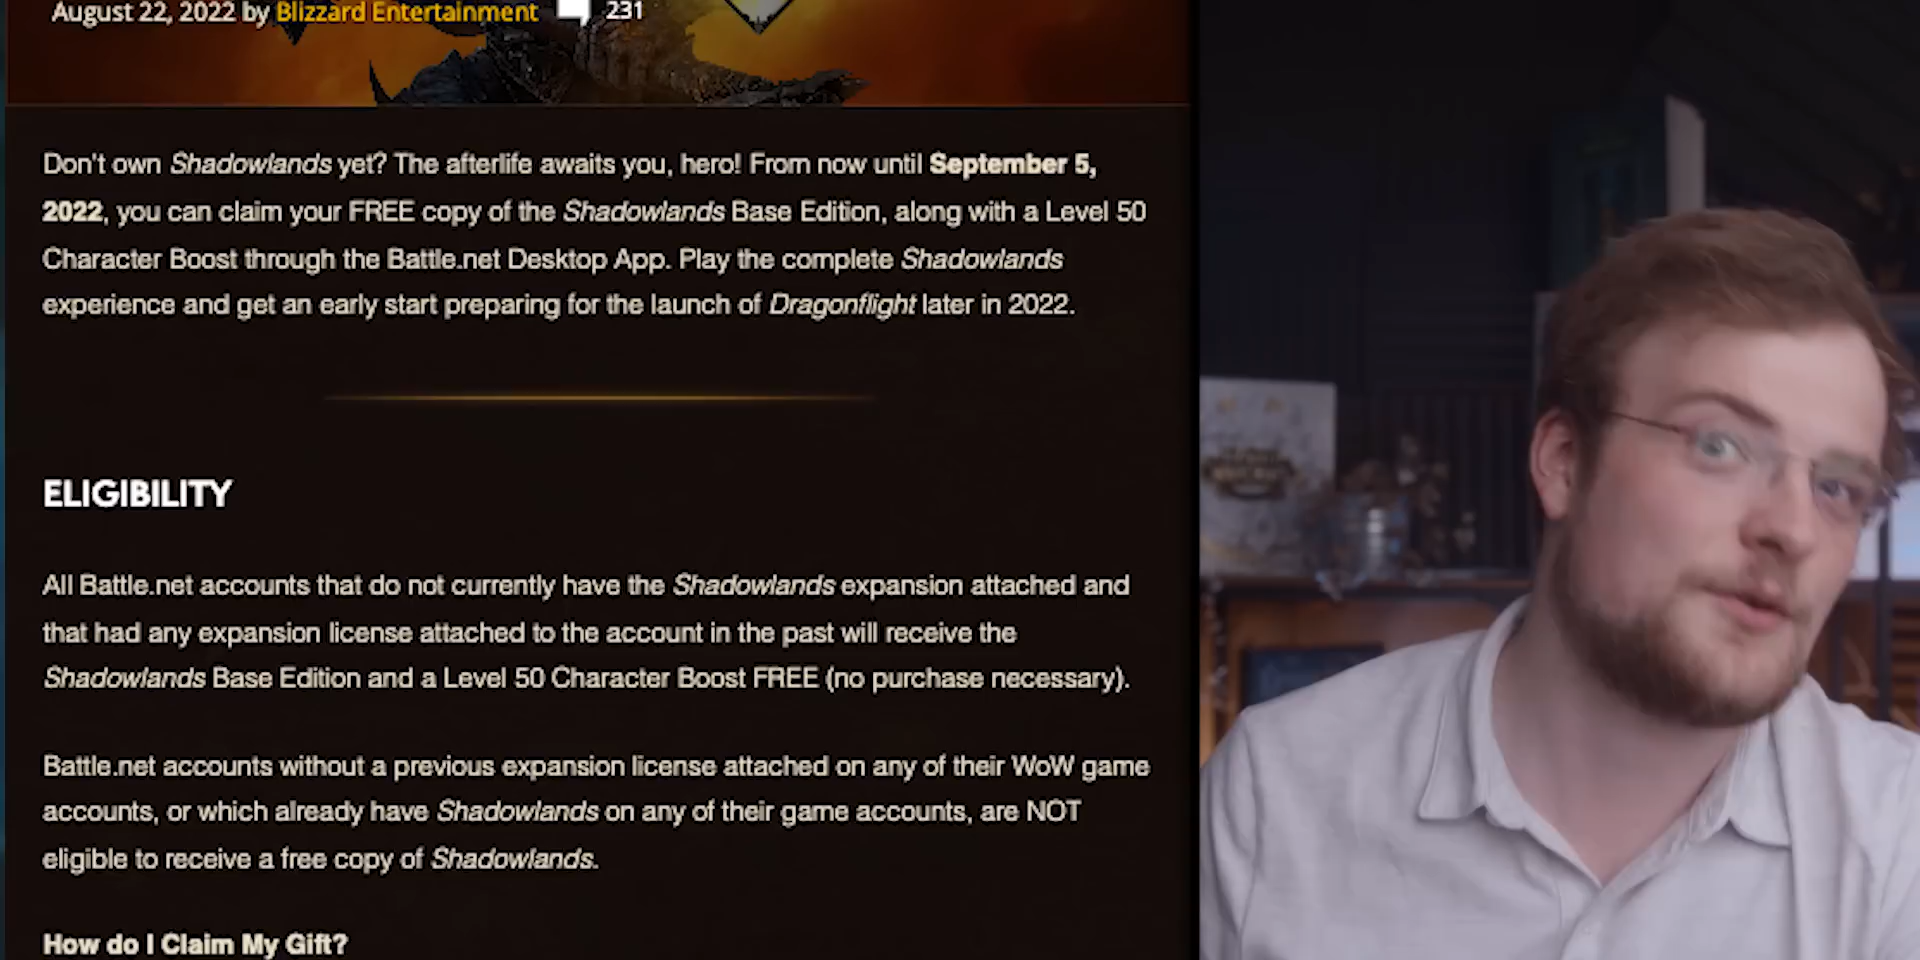 August 22, 2022 by Blizzard Entertainment 231
Don't own Shadowlands yet? The afterlife awaits you, hero! From now until September 5,
2022, you can claim your FREE copy of the Shadowlands Base Edition, along with a Level 50
Character Boost through the Battle.net Desktop App. Play the complete Shadowlands
experience and get an early start preparing for the launch of Dragonflight later in 2022.
ELIGIBILITY
All Battle.net accounts that do not currently have the Shadowlands expansion attached and
that had any expansion license attached to the account in the past will receive the
Shadowlands Base Edition and a Level 50 Character Boost FREE (no purchase necessary).
Battle.net accounts without a previous expansion license attached on any of their WoW game
accounts, or which already have Shadowlands on any of their game accounts, are NOT
eligible to receive a free copy of Shadowlands.
How do I Claim My Gift?